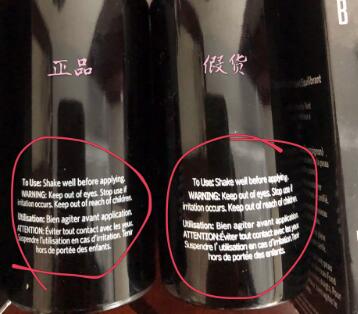 正品
To Use: Shake well before applying.
WARNING: Keep out of eyes. Stop use if
irritation occurs. Keep out of reach of children.
Utilisation: Bien agiter avant application.
ATTENTION: Éviter tout contact avec les yeux.
Suspendre l'utilisation en cas d'irritation. Tenir
hors de portée des enfants.
假货
To Use: Shake well before applying.
WARNING: Keep out of eyes. Stop use if
irritation occurs. Keep out of reach of children.
Utilisation: Bien agiter avant application.
ATTENTION:Éviter tout contact avec les yeux.
Suspendre l' utilisation en cas d'irritation. Tenir
hors de portée des enfants.
B